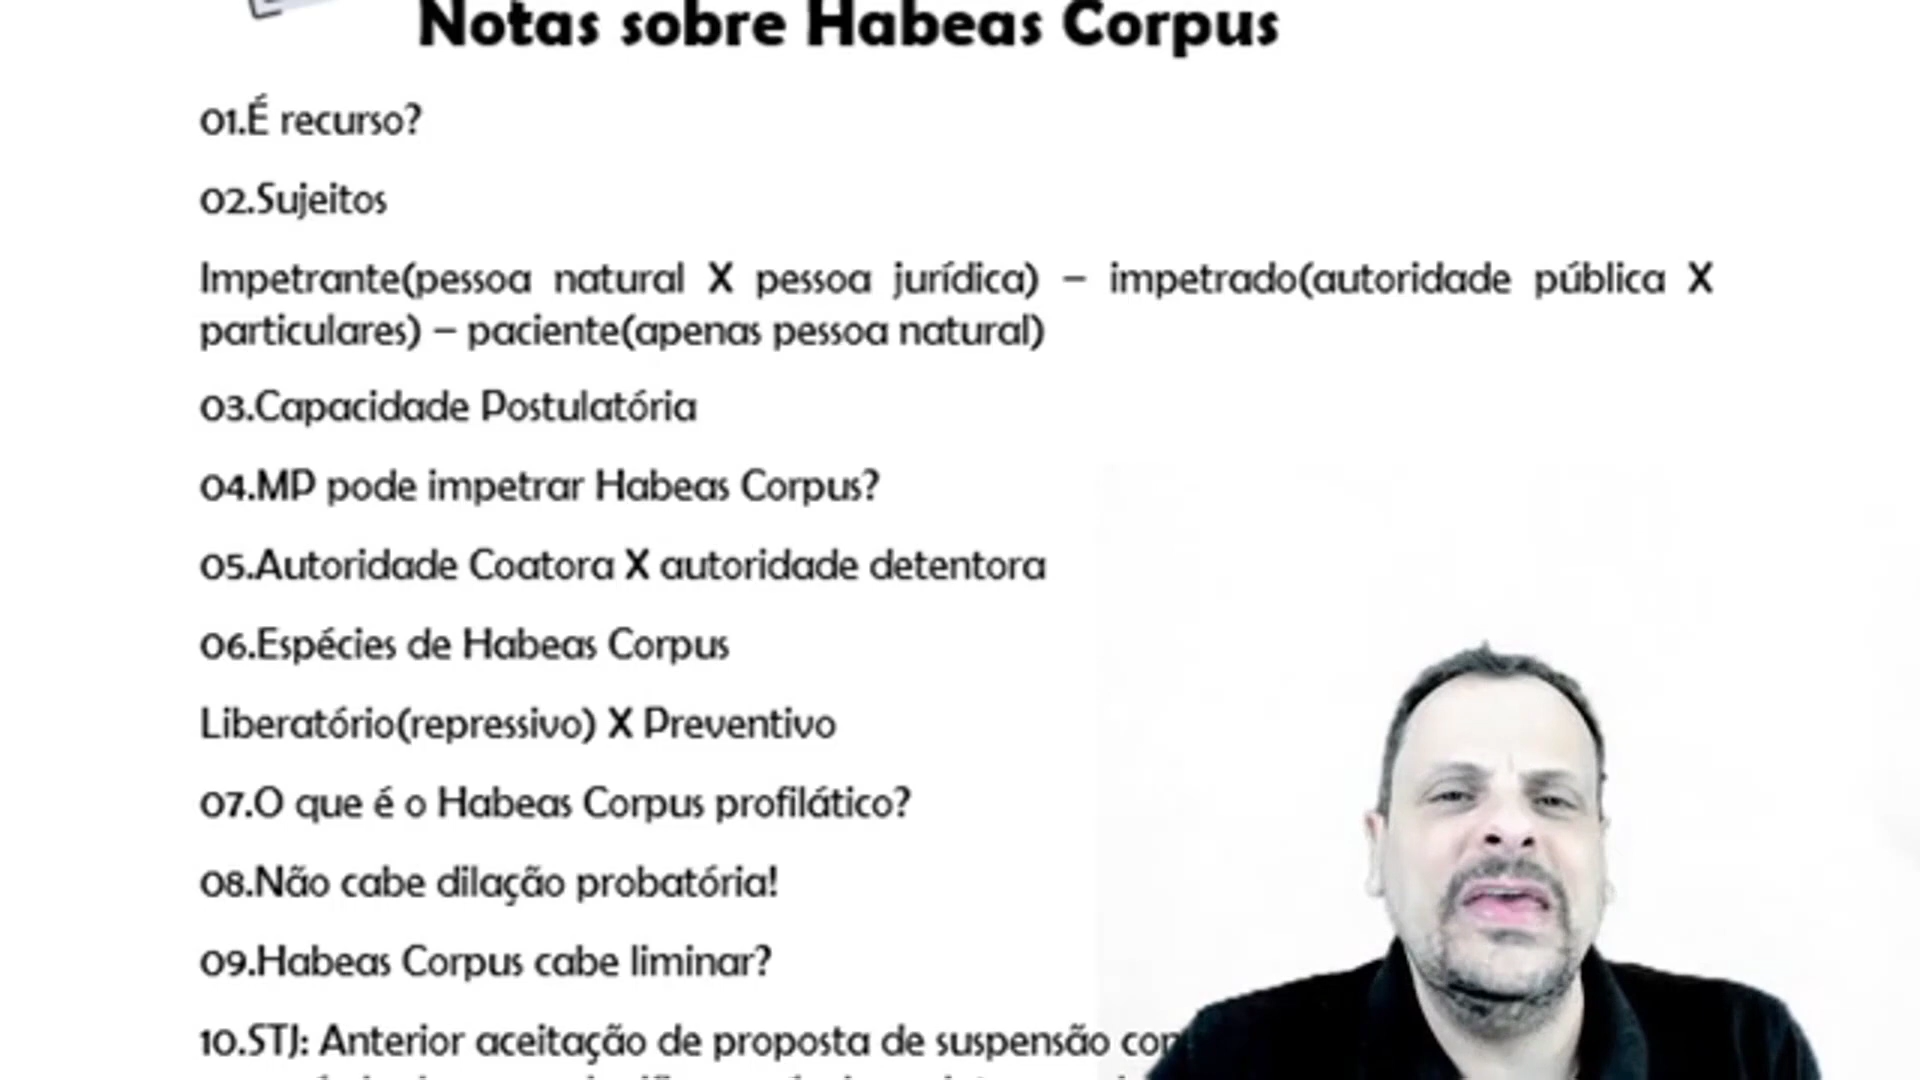 Notas sobre Habeas Corpus
01.É recurso?
02.Sujeitos
Impetrante(pessoa natural X pessoa jurídica) – impetrado(autoridade pública X
particulares) – paciente(apenas pessoa natural)
03.Capacidade Postulatória
04.MP pode impetrar Habeas Corpus?
05.Autoridade Coatora X autoridade detentora
06.Espécies de Habeas Corpus
Liberatório(repressivo) X Preventivo
07.O que é o Habeas Corpus profilático?
08.Não cabe dilação probatória!
09.Habeas Corpus cabe liminar?
10.STJ: Anterior aceitação de proposta de suspensão